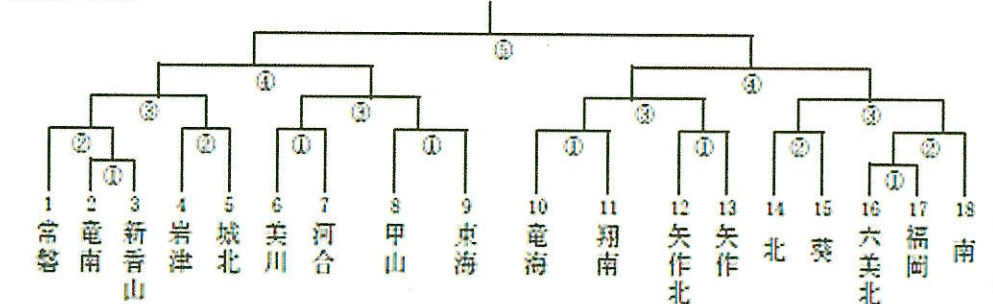 ⑤
④ ④
③ ③ ③ ③
② ② ① ① ① ① ② ②
① ①
1 2 3 4 5 6 7 8 9 10 11 12 13 14 15 16 17 18
常磐
竜南
新香山
岩津
城北
美川
河合
甲山
東海
竜海
翔南
矢作北
矢作
北
葵
六美北
福岡
南